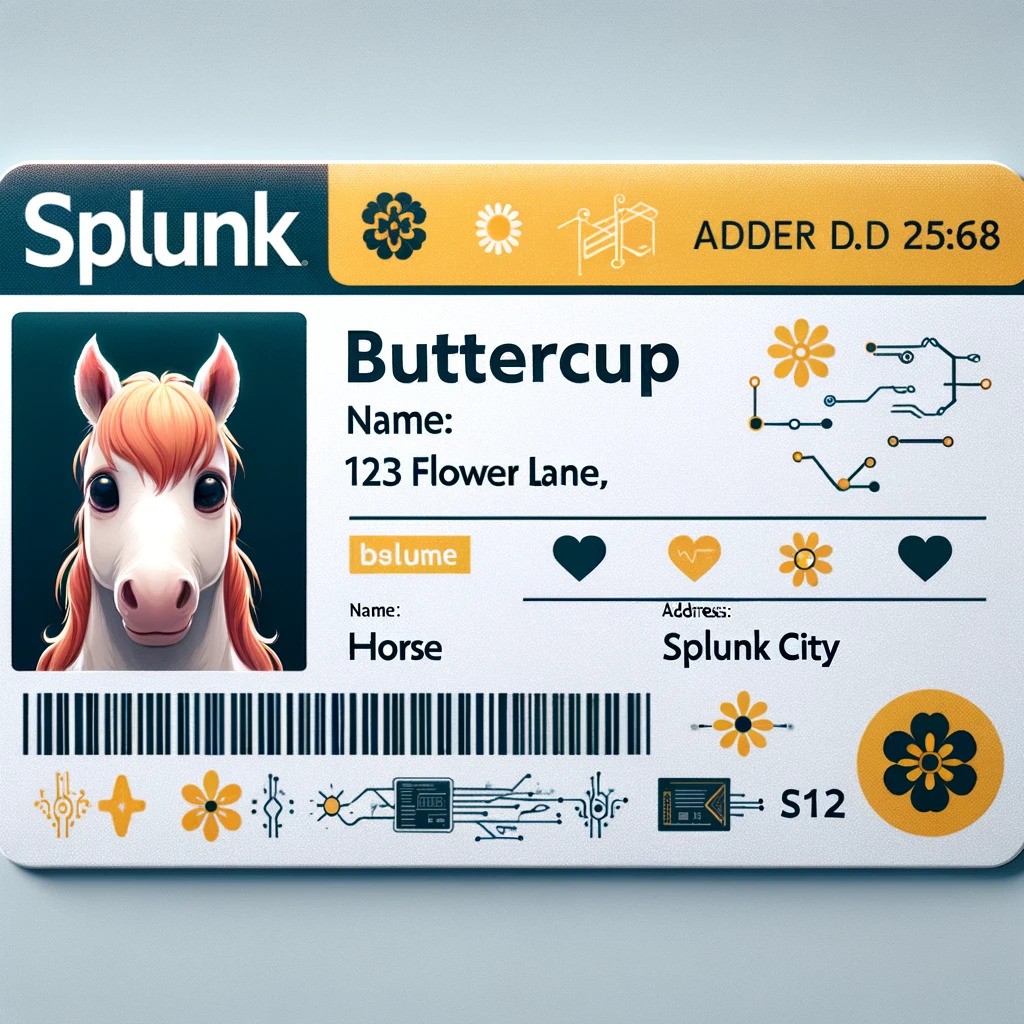 Splunk
ADDER D.D 25:68
Buttercup
Name:
123 Flower Lane,
bslume
Name:
Address:
Horse
Splunk City
S12